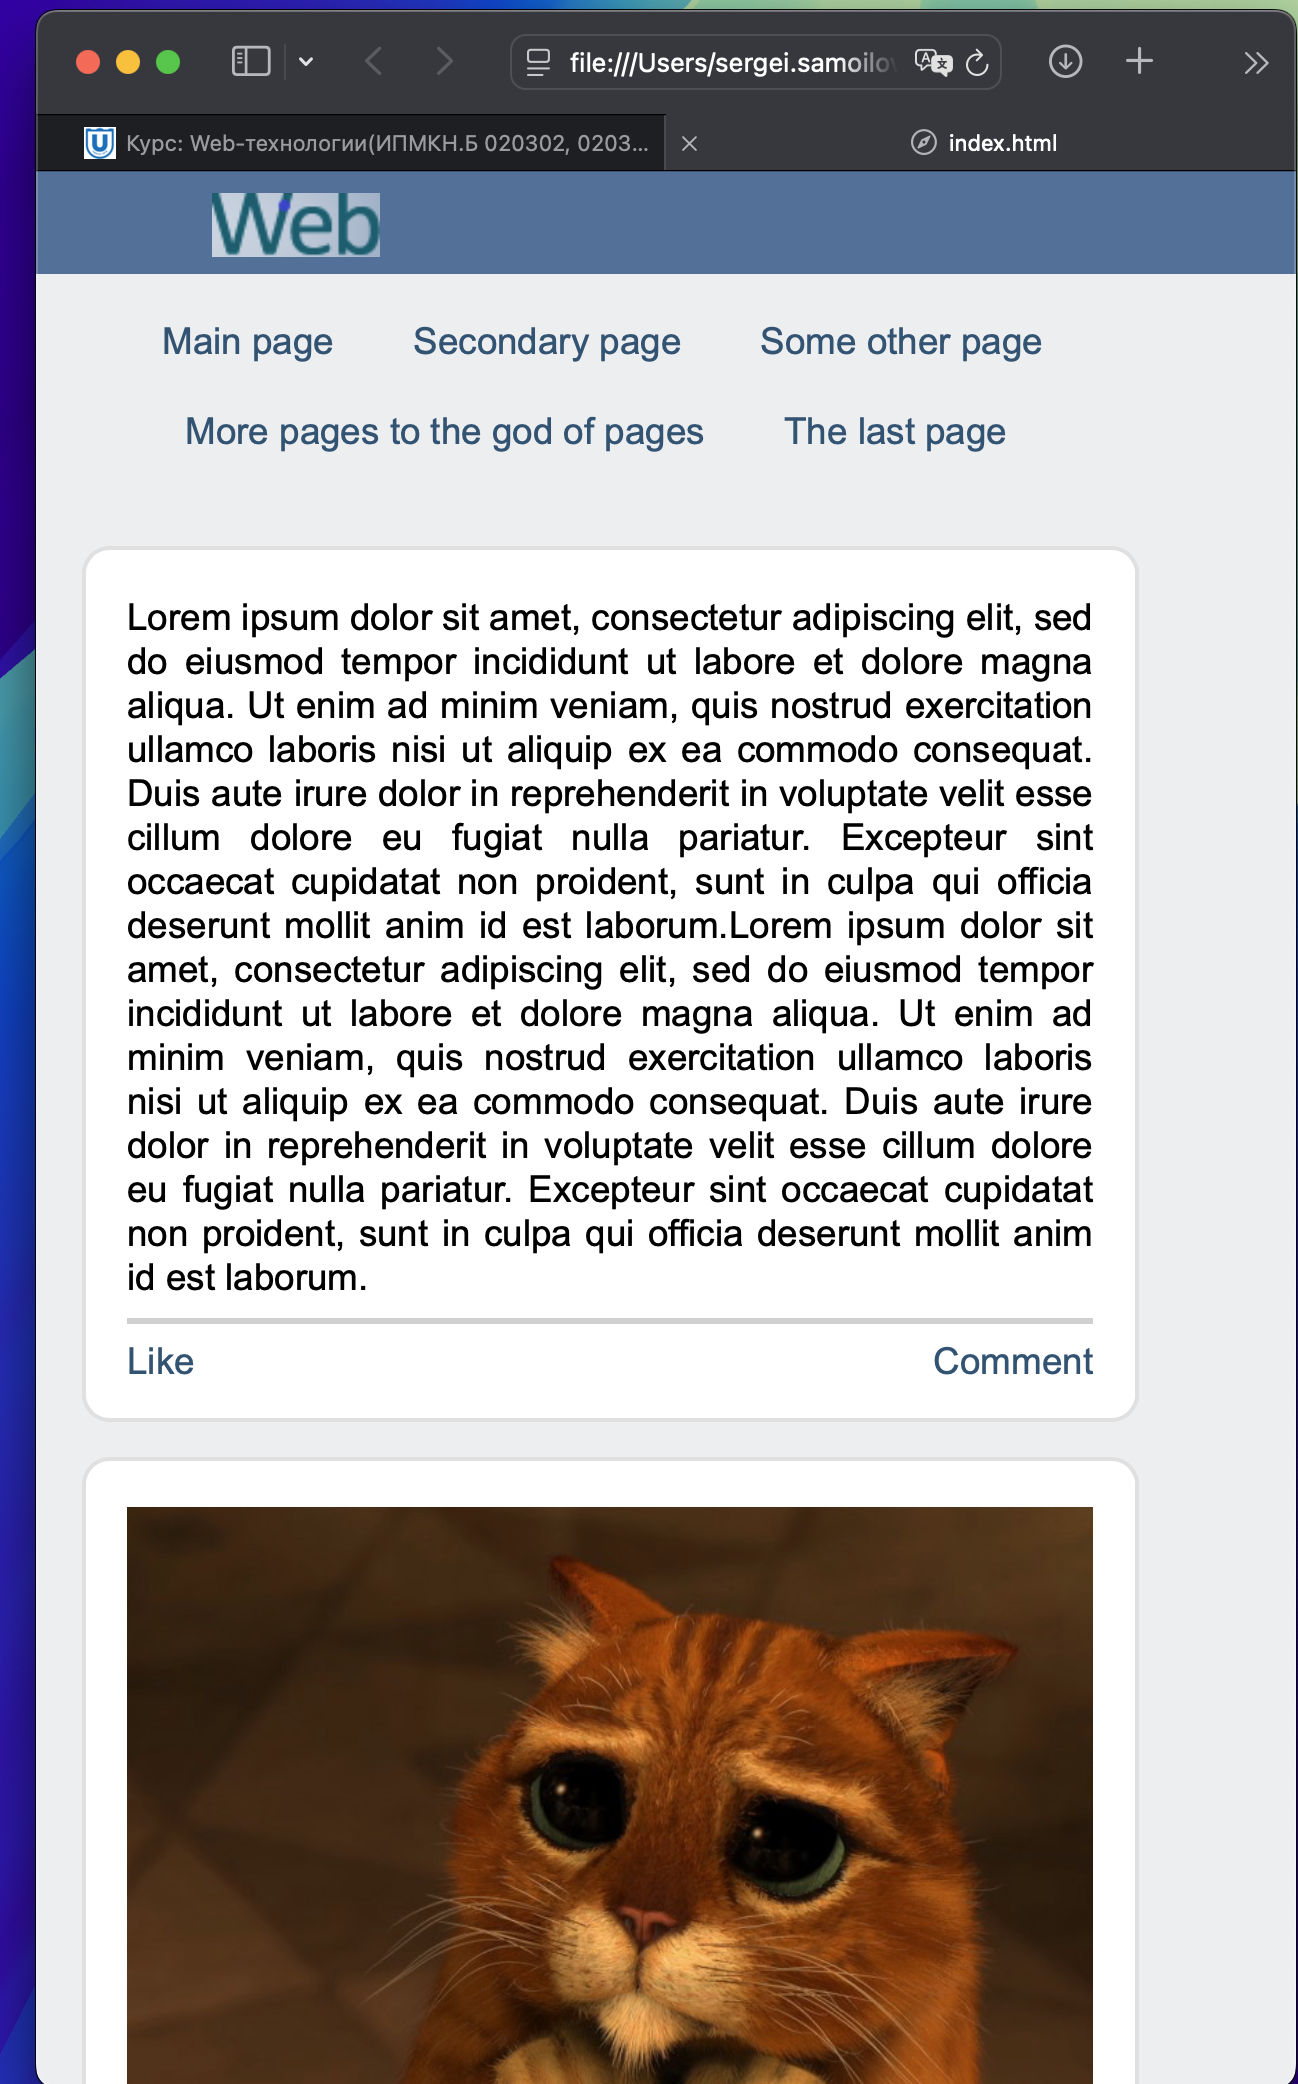 file:///Users/sergei.samoilov
Курс: Web-технологии(ИПМКН.Б 020302, 0203...
index.html
Web
Main page Secondary page Some other page
More pages to the god of pages The last page
Lorem ipsum dolor sit amet, consectetur adipiscing elit, sed
do eiusmod tempor incididunt ut labore et dolore magna
aliqua. Ut enim ad minim veniam, quis nostrud exercitation
ullamco laboris nisi ut aliquip ex ea commodo consequat.
Duis aute irure dolor in reprehenderit in voluptate velit esse
cillum dolore eu fugiat nulla pariatur. Excepteur sint
occaecat cupidatat non proident, sunt in culpa qui officia
deserunt mollit anim id est laborum.Lorem ipsum dolor sit
amet, consectetur adipiscing elit, sed do eiusmod tempor
incididunt ut labore et dolore magna aliqua. Ut enim ad
minim veniam, quis nostrud exercitation ullamco laboris
nisi ut aliquip ex ea commodo consequat. Duis aute irure
dolor in reprehenderit in voluptate velit esse cillum dolore
eu fugiat nulla pariatur. Excepteur sint occaecat cupidatat
non proident, sunt in culpa qui officia deserunt mollit anim
id est laborum.
Like Comment